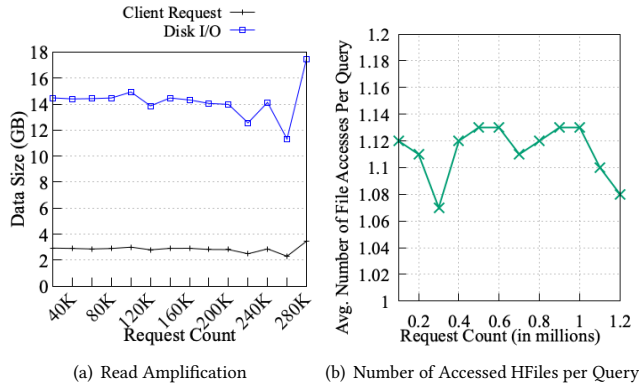 Client Request
Disk I/O
Data Size (GB)
18
16
14
12
10
8
6
4
2
0
40K
80K
120K
160K
200K
240K
280K
Request Count
(a) Read Amplification
Avg. Number of File Accesses Per Query
1.2
1.18
1.16
1.14
1.12
1.1
1.08
1.06
1.04
1.02
1
0.2
0.4
0.6
0.8
1
1.2
Request Count (in millions)
(b) Number of Accessed HFiles per Query